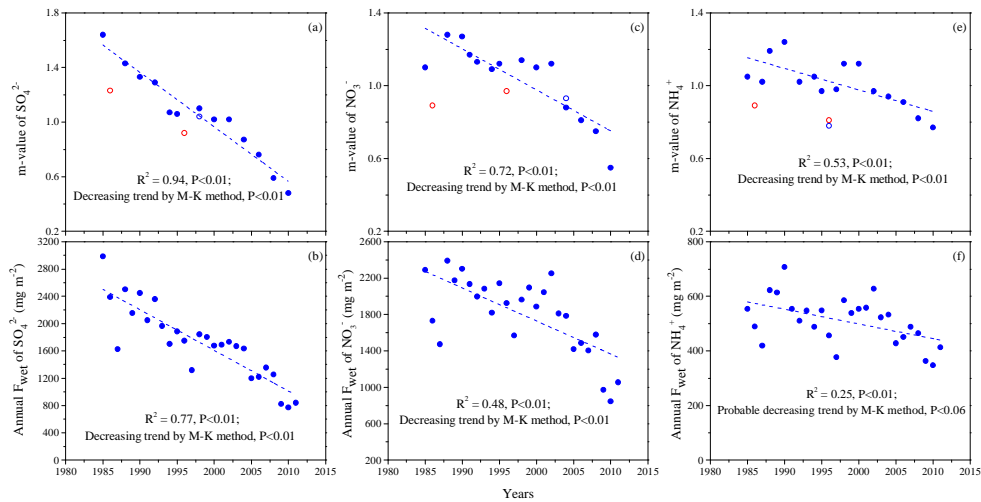 (a)
m-value of SO₄²⁻
1.8
1.4
1.0
0.6
0.2
R² = 0.94, P<0.01;
Decreasing trend by M-K method, P<0.01
(c)
m-value of NO₃⁻
1.4
1.0
0.6
0.2
R² = 0.72, P<0.01;
Decreasing trend by M-K method, P<0.01
(e)
m-value of NH₄⁺
1.4
1.0
0.6
0.2
R² = 0.53, P<0.01;
Decreasing trend by M-K method, P<0.01
(b)
Annual F_wet of SO₄²⁻ (mg m⁻²)
3200
2800
2400
2000
1600
1200
800
400
0
R² = 0.77, P<0.01;
Decreasing trend by M-K method, P<0.01
1980 1985 1990 1995 2000 2005 2010 2015
(d)
Annual F_wet of NO₃⁻ (mg m⁻²)
2600
2200
1800
1400
1000
600
200
R² = 0.48, P<0.01;
Decreasing trend by M-K method, P<0.01
1980 1985 1990 1995 2000 2005 2010 2015
(f)
Annual F_wet of NH₄⁺ (mg m⁻²)
800
600
400
200
0
R² = 0.25, P<0.01;
Probable decreasing trend by M-K method, P<0.06
1980 1985 1990 1995 2000 2005 2010 2015
Years